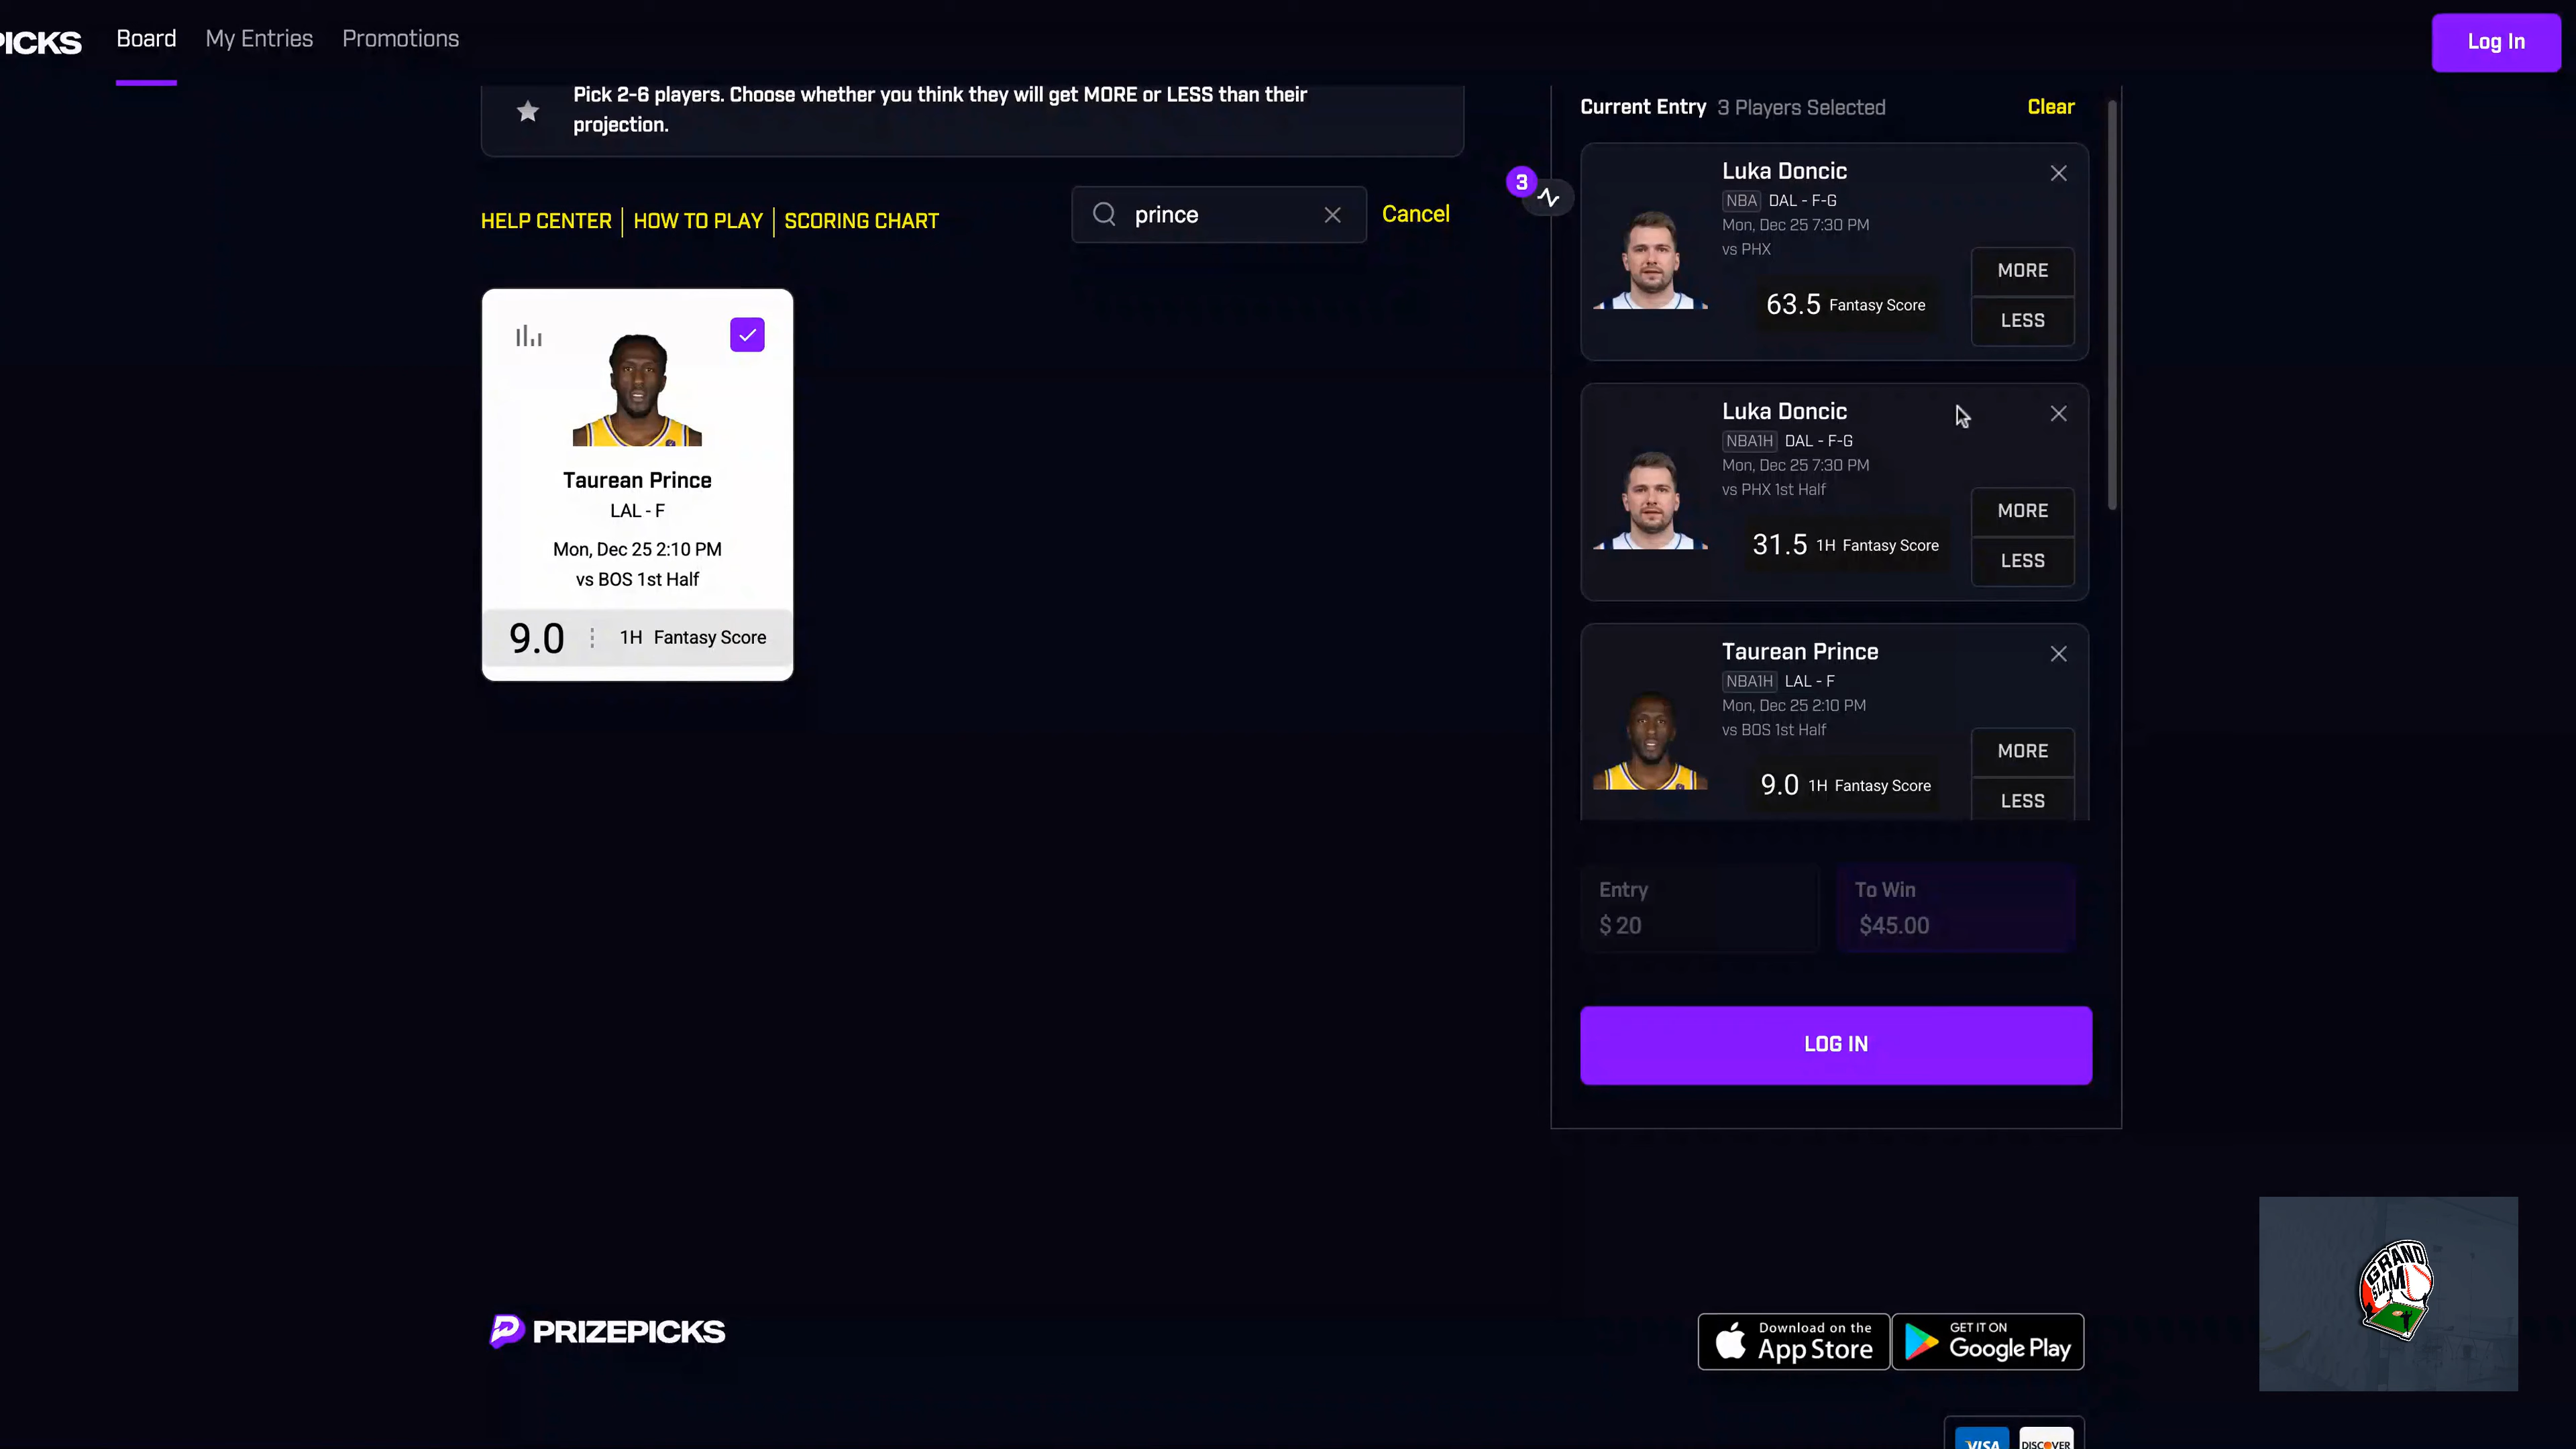 PICKS
Board
My Entries
Promotions
Log In
Pick 2-6 players. Choose whether you think they will get MORE or LESS than their
projection.
HELP CENTER
HOW TO PLAY
SCORING CHART
prince
Cancel
Taurean Prince
LAL - F
Mon, Dec 25 2:10 PM
vs BOS 1st Half
9.0
1H Fantasy Score
Current Entry 3 Players Selected
Clear
3
Luka Doncic
NBA DAL - F-G
Mon, Dec 25 7:30 PM
vs PHX
63.5 Fantasy Score
MORE
LESS
Luka Doncic
NBA1H DAL - F-G
Mon, Dec 25 7:30 PM
vs PHX 1st Half
31.5 1H Fantasy Score
MORE
LESS
Taurean Prince
NBA1H LAL - F
Mon, Dec 25 2:10 PM
vs BOS 1st Half
9.0 1H Fantasy Score
MORE
LESS
Entry
$ 20
To Win
$45.00
LOG IN
PRIZEPICKS
Download on the
App Store
GET IT ON
Google Play
GRAND
SLAM
VISA
DISCOVER